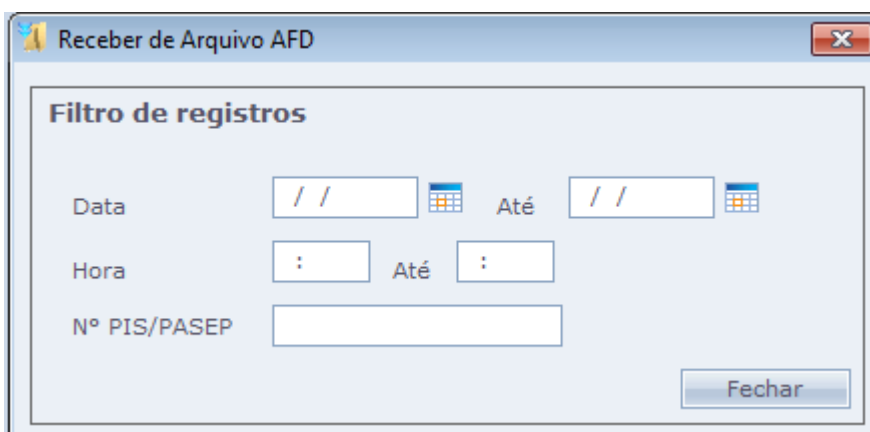 Receber de Arquivo AFD
Filtro de registros
Data / / Até / /
Hora : Até :
Nº PIS/PASEP
Fechar